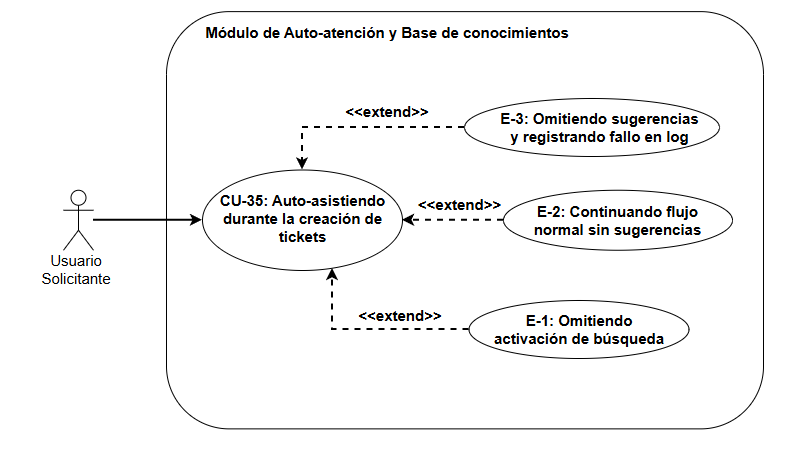 Módulo de Auto-atención y Base de conocimientos
<<extend>>
E-3: Omitiendo sugerencias
y registrando fallo en log
CU-35: Auto-asistiendo
durante la creación de
tickets
<<extend>>
E-2: Continuando flujo
normal sin sugerencias
Usuario
Solicitante
<<extend>>
E-1: Omitiendo
activación de búsqueda